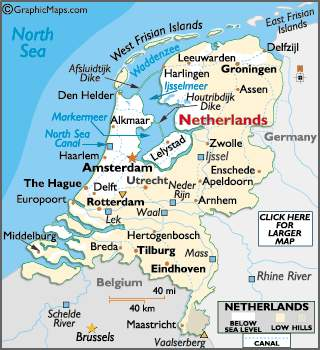 ©GraphicMaps.com
West Frisian Islands
East Frisian Islands
North
Sea
Delfzijl
Leeuwarden
Waddenzee
Afsluitdijk
Dike
Harlingen
Groningen
IJsselmeer
Assen
Den Helder
Houtribdijk
Dike
Markermeer
Alkmaar
Netherlands
North Sea
Canal
Lelystad
Zwolle
Germany
Haarlem
IJssel
Amsterdam
Enschede
The Hague
Utrecht
Apeldoorn
Delft
Neder
Rijn
Europoort
Rotterdam
Arnhem
Lek
Waal
CLICK HERE
FOR
LARGER
MAP
Middelburg
Hertogenbosch
Breda
Tilburg
Mass
Eindhoven
Rhine River
Belgium
40 mi
40 km
NETHERLANDS
BELOW
SEA LEVEL
LOW HILLS
CANAL
Schelde
River
Maastricht
Brussels
Vaalserberg